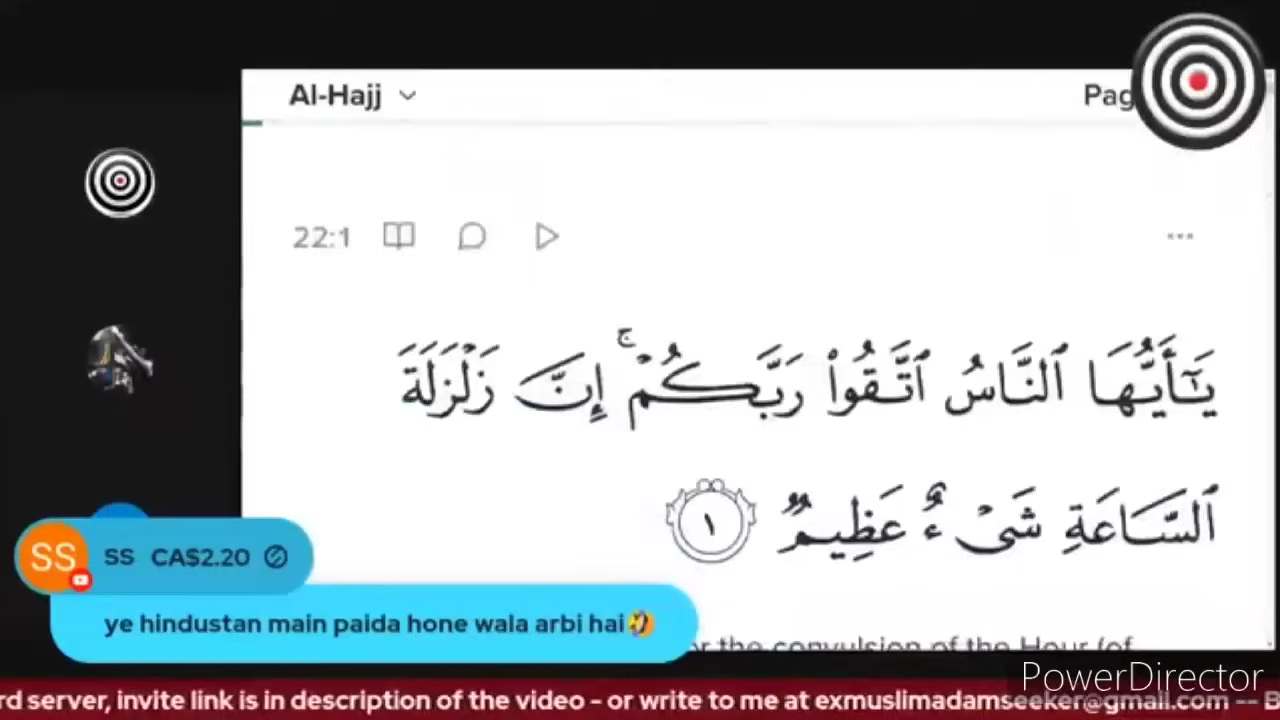 Al-Hajj
Pag
22:1
يَـٰٓأَيُّهَا ٱلنَّاسُ ٱتَّقُوا۟ رَبَّكُمْ ۚ إِنَّ زَلْزَلَةَ
ٱلسَّاعَةِ شَىْءٌ عَظِيمٌ ١
SS SS CA$2.20
ye hindustan main paida hone wala arbi hai🤣
or the convulsion of the Hour (of
PowerDirector
rd server, invite link is in description of the video - or write to me at exmuslimadamseeker@gmail.com -- B